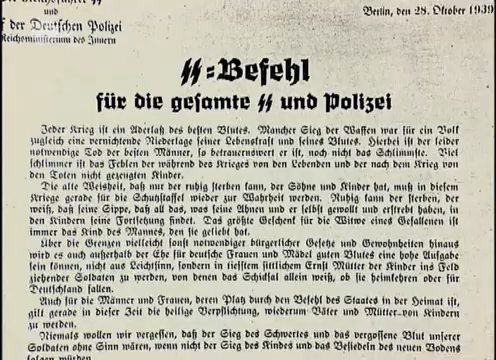 und
der Deutschen Polizei
Reichsministerium des Innern
Berlin, den 28. Oktober 1939
SS=Befehl
für die gesamte SS und Polizei
Jeder Krieg ist ein Aderlaß des besten Blutes. Mancher Sieg der Waffen war für ein Volk
zugleich eine vernichtende Niederlage seiner Lebenskraft und seines Blutes. Hierbei ist der leider
notwendige Tod der besten Männer, so betrauernswert er ist, noch nicht das Schlimmste. Viel
schlimmer ist das Fehlen der während des Krieges von den Lebenden und der nach dem Krieg von
den Toten nicht gezeugten Kinder.
Die alte Weisheit, daß nur der ruhig sterben kann, der Söhne und Kinder hat, muß in diesem
Kriege gerade für die Schutzstaffel wieder zur Wahrheit werden. Ruhig kann der sterben, der
weiß, daß seine Sippe, daß all das, was seine Ahnen und er selbst gewollt und erstrebt haben, in
den Kindern seine Fortsetzung findet. Das größte Geschenk für die Witwe eines Gefallenen ist
immer das Kind des Mannes, den sie geliebt hat.
Über die Grenzen vielleicht sonst notwendiger bürgerlicher Gesetze und Gewohnheiten hinaus
wird es auch außerhalb der Ehe für deutsche Frauen und Mädel guten Blutes eine hohe Aufgabe
sein können, nicht aus Leichtsinn, sondern in tiefstem sittlichem Ernst Mütter der Kinder ins Feld
ziehender Soldaten zu werden, von denen das Schicksal allein weiß, ob sie heimkehren oder für
Deutschland fallen.
Auch für die Männer und Frauen, deren Platz durch den Befehl des Staates in der Heimat ist,
gilt gerade in dieser Zeit die heilige Verpflichtung, wiederum Väter und Mütter von Kindern
zu werden.
Niemals wollen wir vergessen, daß der Sieg des Schwertes und das vergossene Blut unserer
Soldaten ohne Sinn wären, wenn nicht der Sieg des Kindes und das Besiedeln des neuen Bodens
folgen würden.